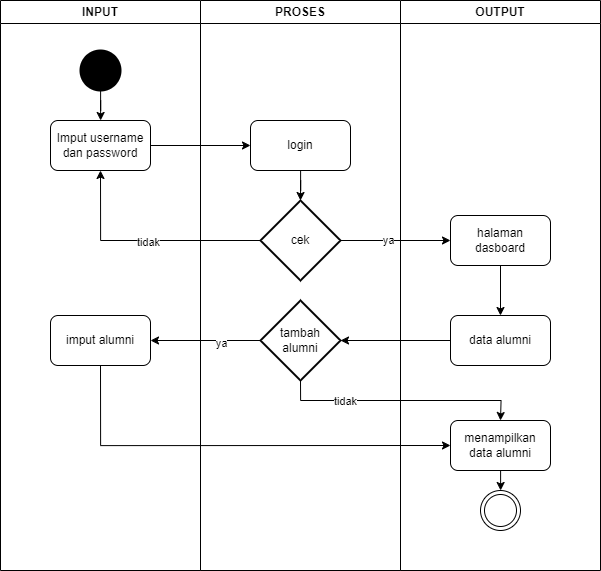 INPUT
PROSES
OUTPUT
Imput username
dan password
login
cek
tidak
ya
halaman
dasboard
imput alumni
ya
tambah
alumni
data alumni
tidak
menampilkan
data alumni